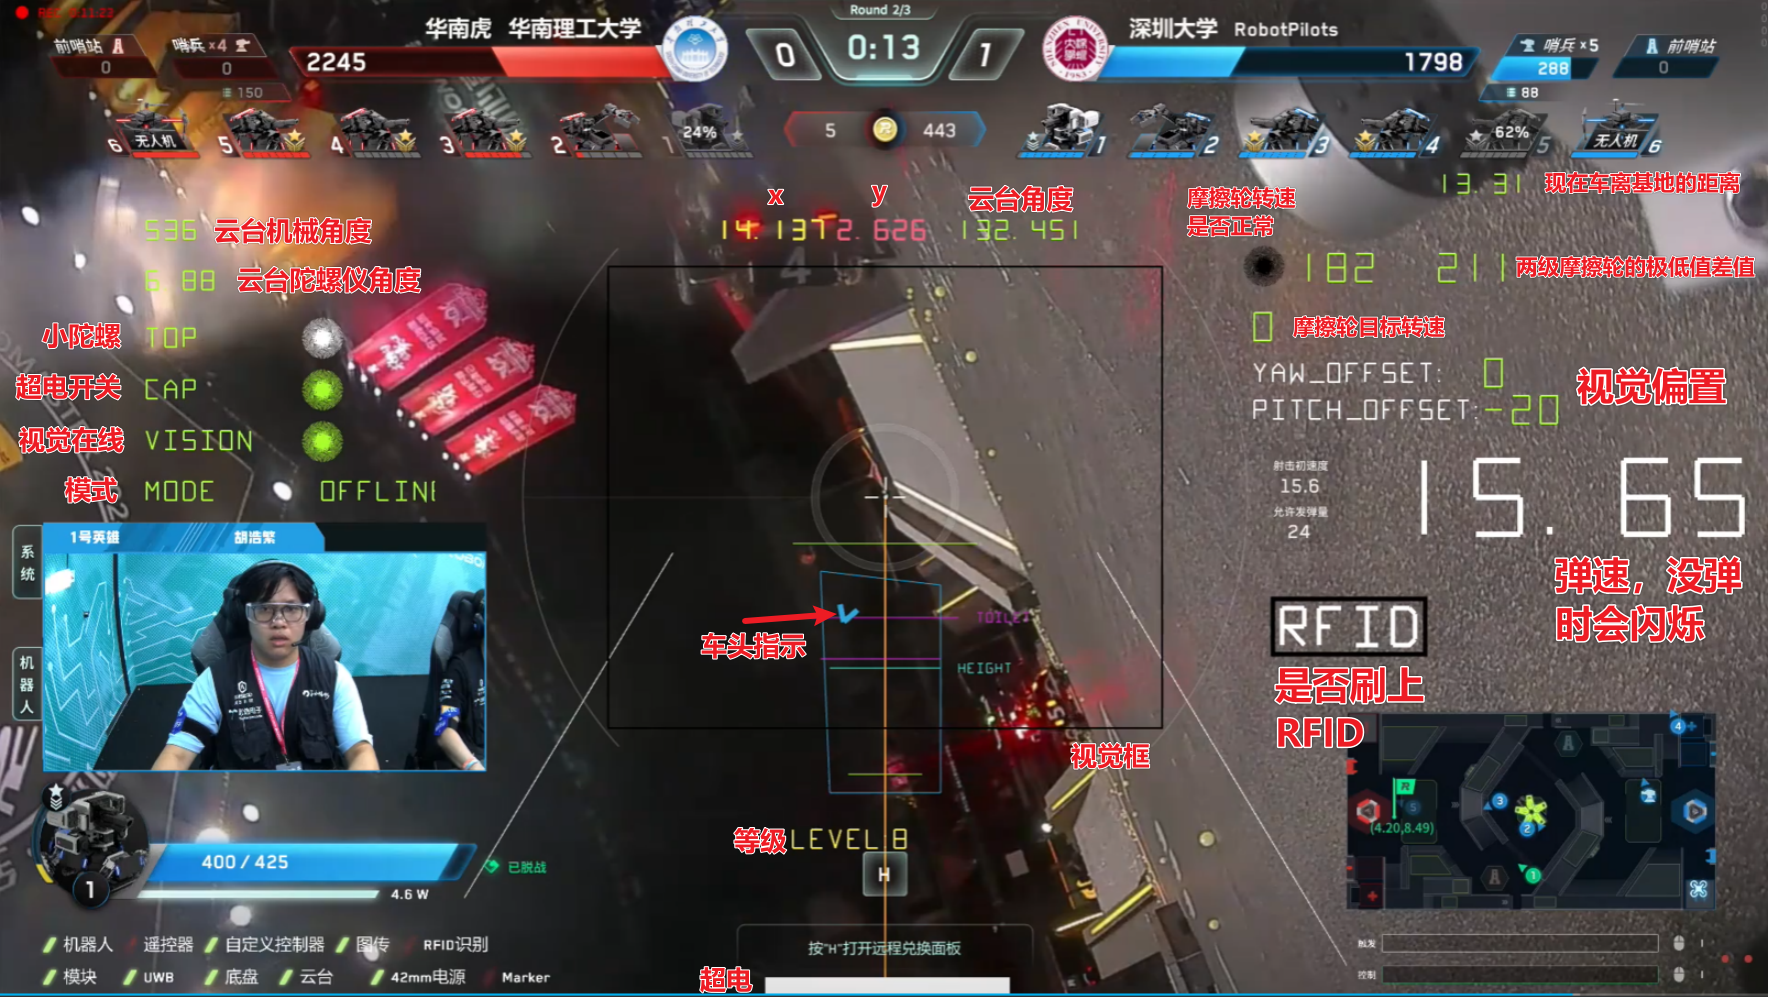 REC 0:11:23
Round 2/3
华南虎 华南理工大学
深圳大学 RobotPilots
前哨站
0
哨兵 ×4
0
150
2245
0
0:13
1
1798
哨兵 ×5
288
88
前哨站
0
6 无人机
5
4
3
2
1 24%
5
443
1
2
3
4
62% 5
无人机 6
x
y
云台角度
14.137
2.626
132.451
摩擦轮转速
是否正常
13.31 现在车离基地的距离
536 云台机械角度
6 88 云台陀螺仪角度
182 211 两级摩擦轮的极低值差值
小陀螺 TOP
0 摩擦轮目标转速
超电开关 CAP
YAW_OFFSET: 0
PITCH_OFFSET:-20
视觉偏置
视觉在线 VISION
模式 MODE OFFLINE
射击初速度
15.6
允许发弹量
24
15.65
弹速，没弹
时会闪烁
系统
机器人
1号英雄 胡浩繁
车头指示
TOILET
HEIGHT
RFID
是否刷上
RFID
视觉框
(4.20,8.49)
等级 LEVEL 8
H
400 / 425
已脱战
1
4.6 W
机器人 遥控器 自定义控制器 图传 RFID识别
模块 UWB 底盘 云台 42mm电源 Marker
按"H"打开远程兑换面板
超电
触发
控制